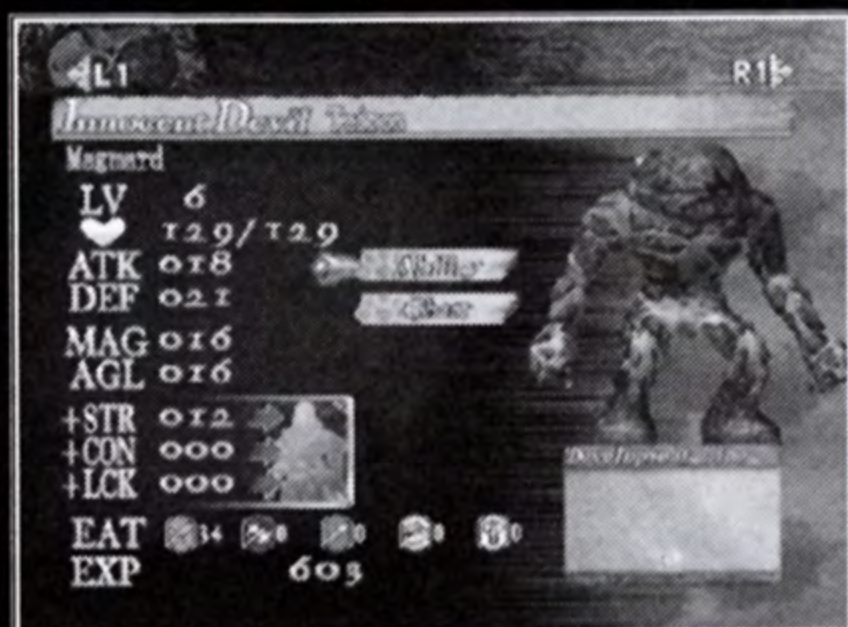 L1 R1
Innocent Devil
Magnard
LV 6
129/129
ATK 018
DEF 021
MAG 016
AGL 016
+STR 012
+CON 000
+LCK 000
EAT 34 0 0 0 0
EXP 603